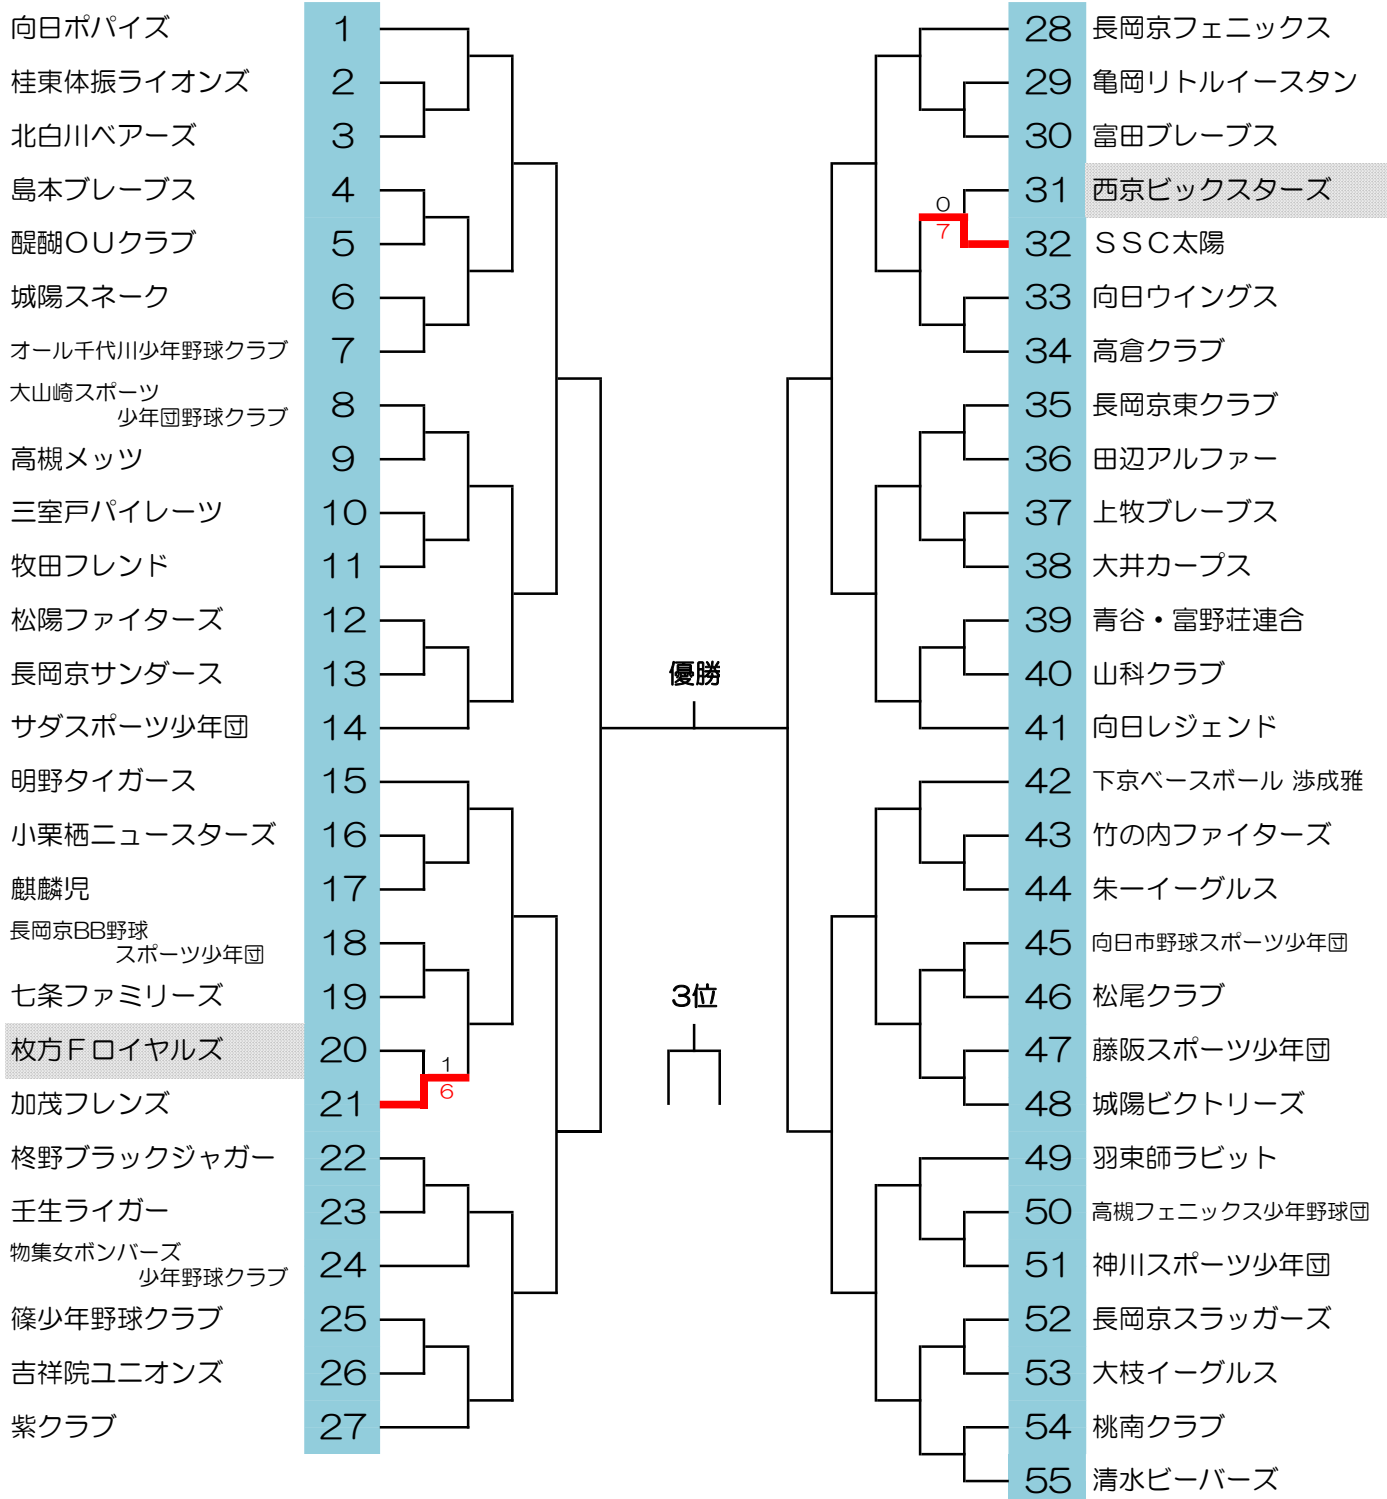 向日ポパイズ 1
桂東体振ライオンズ 2
北白川ベアーズ 3
島本ブレーブス 4
醍醐OUクラブ 5
城陽スネーク 6
オール千代川少年野球クラブ 7
大山崎スポーツ
少年団野球クラブ 8
高槻メッツ 9
三室戸パイレーツ 10
牧田フレンド 11
松陽ファイターズ 12
長岡京サンダース 13
サダスポーツ少年団 14
明野タイガース 15
小栗栖ニュースターズ 16
麒麟児 17
長岡京BB野球
スポーツ少年団 18
七条ファミリーズ 19
枚方Fロイヤルズ 20
1
6
加茂フレンズ 21
柊野ブラックジャガー 22
壬生ライガー 23
物集女ボンバーズ
少年野球クラブ 24
篠少年野球クラブ 25
吉祥院ユニオンズ 26
紫クラブ 27
優勝
3位
28 長岡京フェニックス
29 亀岡リトルイースタン
30 富田ブレーブス
31 西京ビックスターズ
0
7
32 SSC太陽
33 向日ウイングス
34 高倉クラブ
35 長岡京東クラブ
36 田辺アルファー
37 上牧ブレーブス
38 大井カープス
39 青谷・富野荘連合
40 山科クラブ
41 向日レジェンド
42 下京ベースボール 渉成雅
43 竹の内ファイターズ
44 朱一イーグルス
45 向日市野球スポーツ少年団
46 松尾クラブ
47 藤阪スポーツ少年団
48 城陽ビクトリーズ
49 羽束師ラビット
50 高槻フェニックス少年野球団
51 神川スポーツ少年団
52 長岡京スラッガーズ
53 大枝イーグルス
54 桃南クラブ
55 清水ビーバーズ